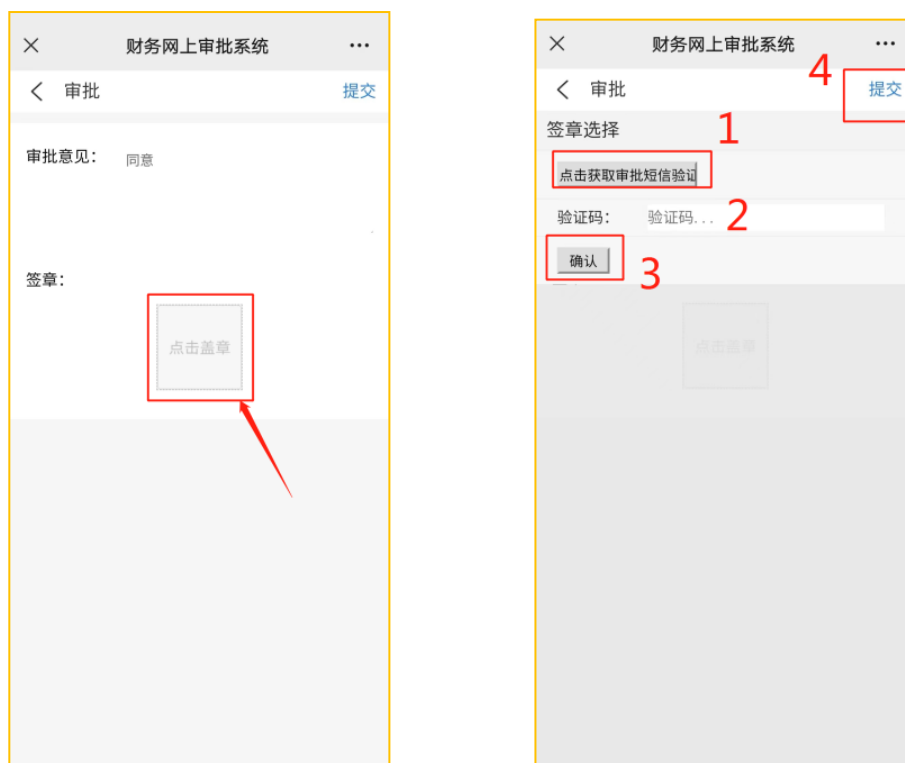 财务网上审批系统
审批
提交
审批意见：
同意
签章：
点击盖章
财务网上审批系统
4
审批
提交
签章选择
1
点击获取审批短信验证
验证码：
验证码...
2
确认
3
点击盖章